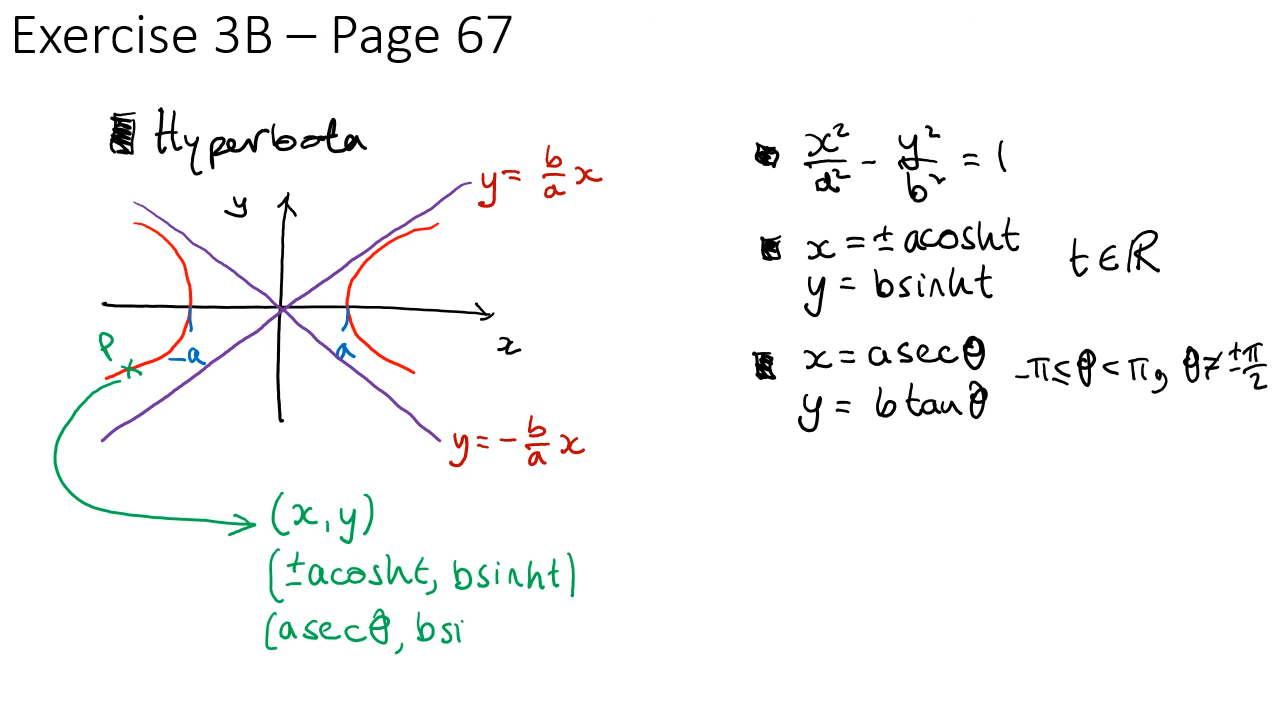 Exercise 3B – Page 67
Hyperbola
y = b/a x
y
x
P
-a
a
y = - b/a x
(x, y)
(±acosht, bsinht)
(asecθ, bsi
x²/a² - y²/b² = 1
x = ±acosht
y = bsinht
t ∈ ℝ
x = asecθ
y = btanθ
-π ≤ θ < π, θ ≠ ±π/2